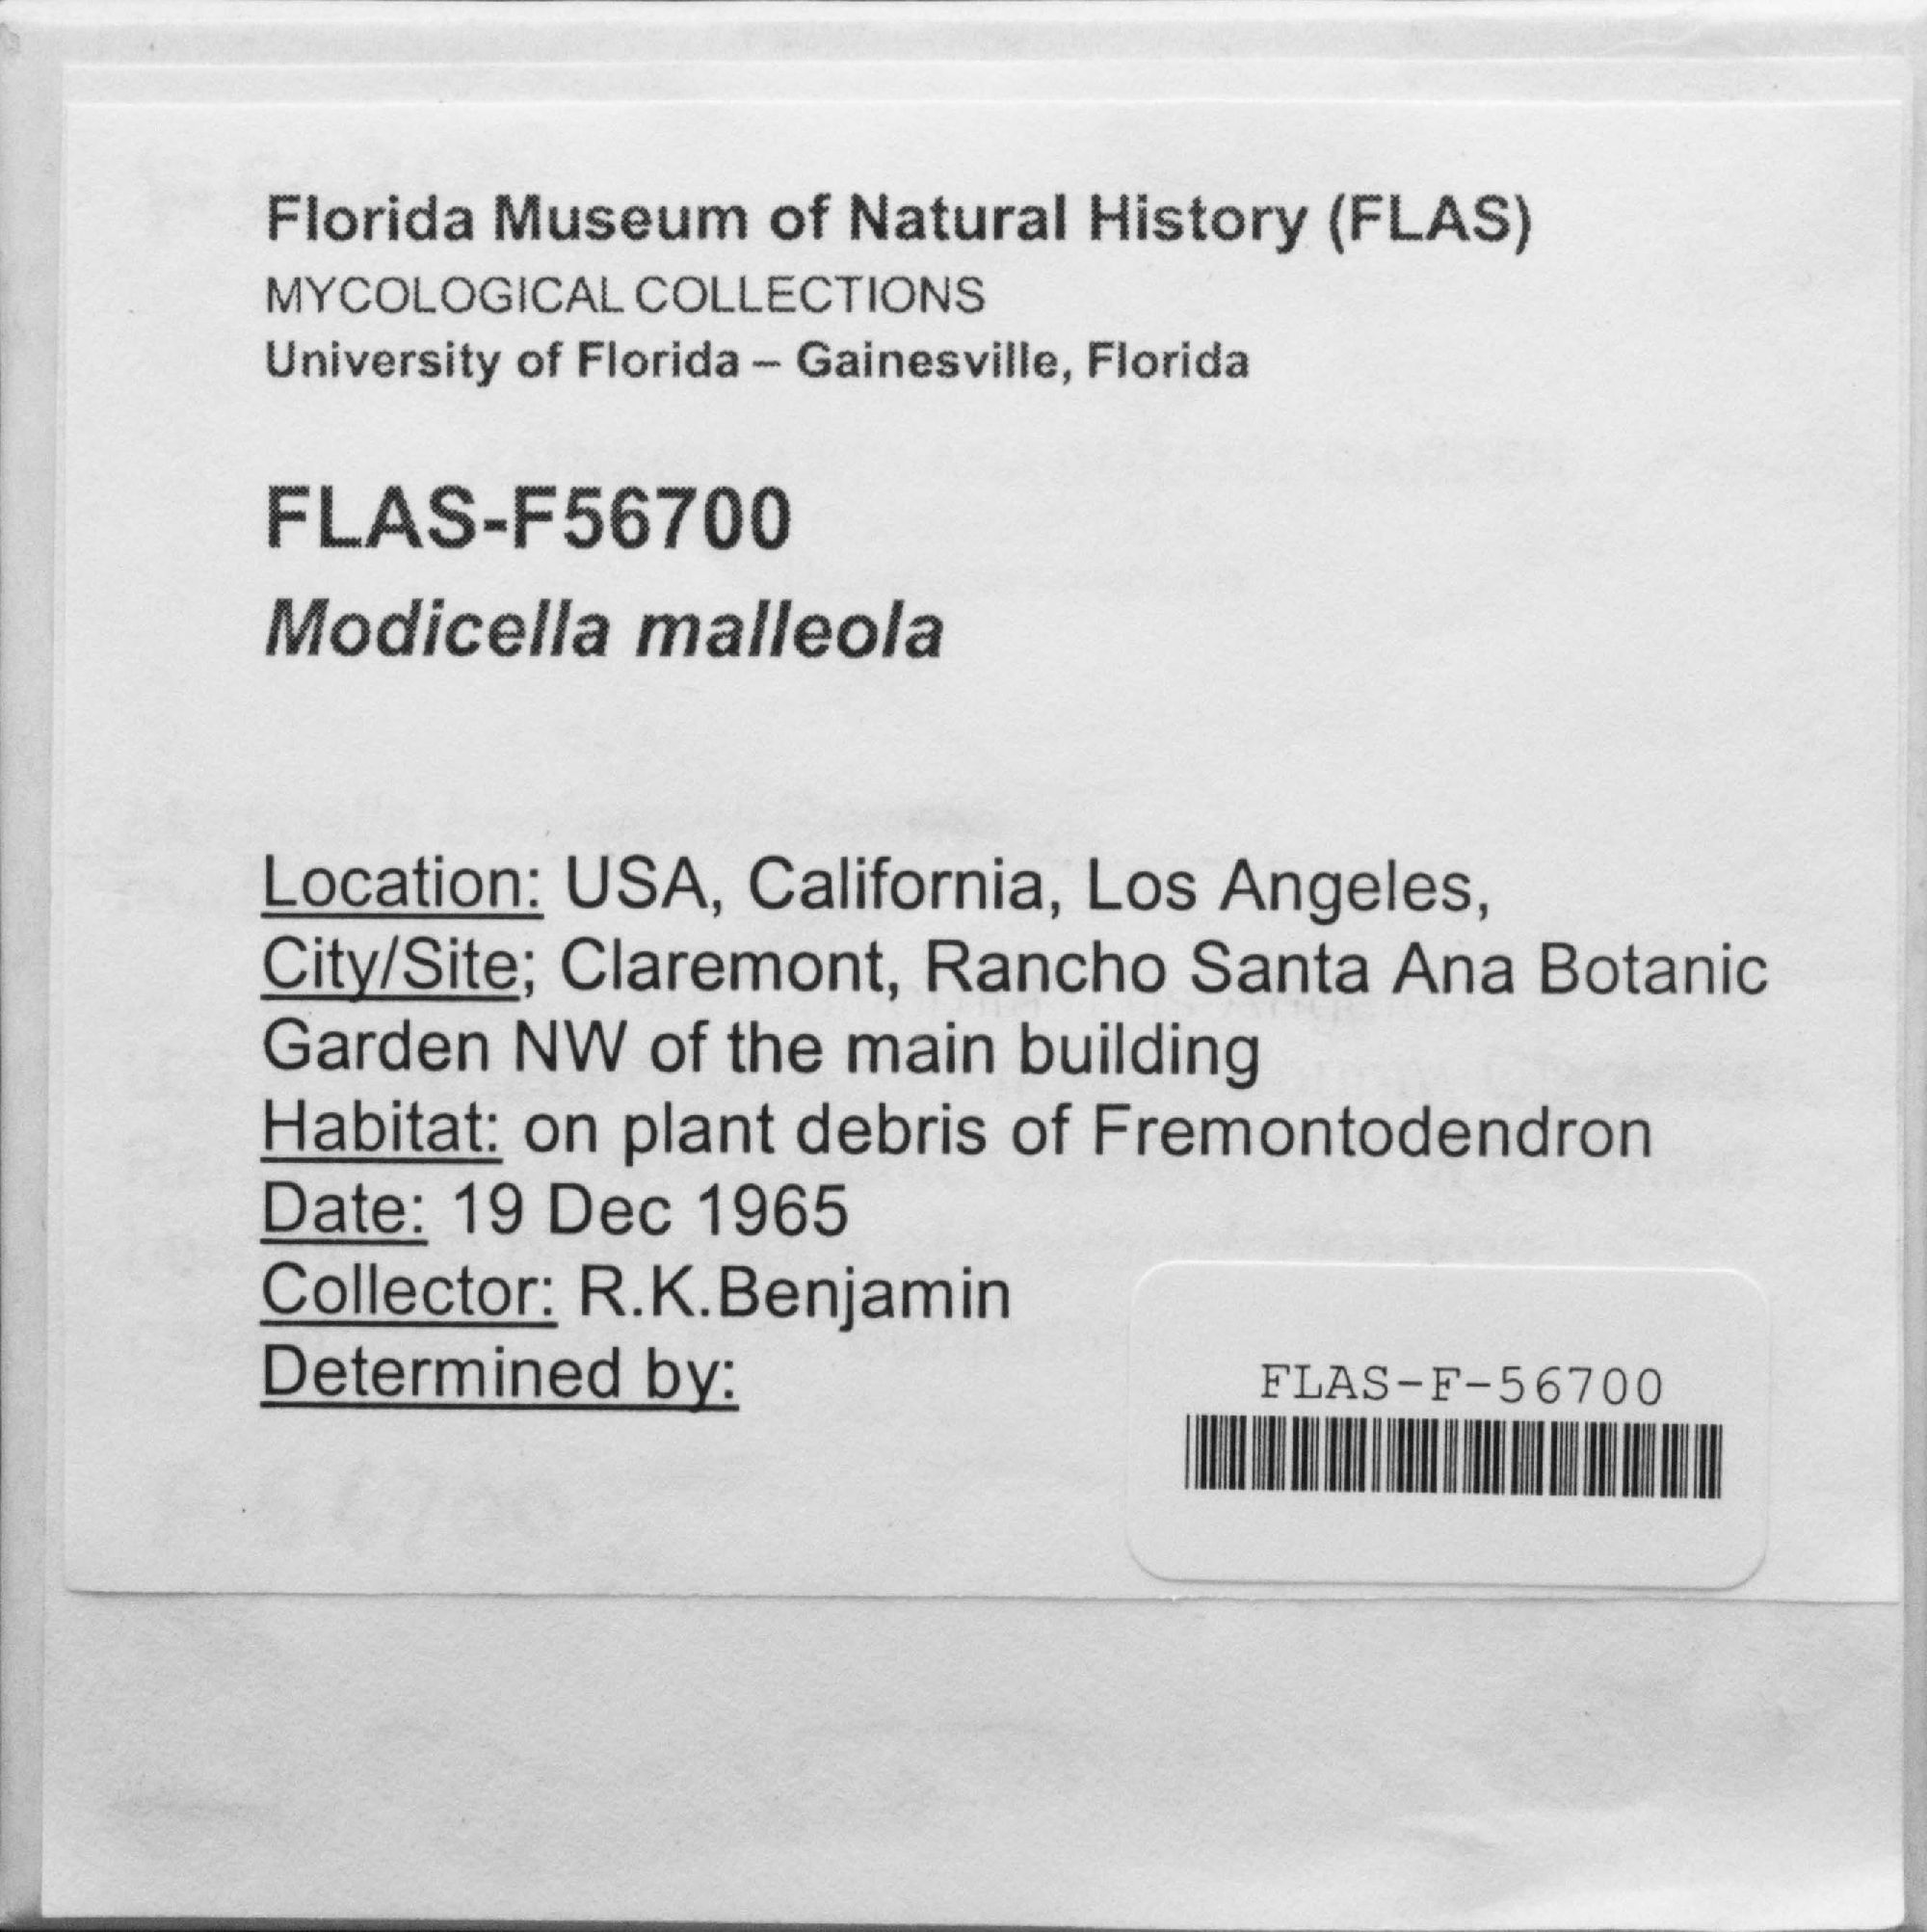 Florida Museum of Natural History (FLAS)
MYCOLOGICAL COLLECTIONS
University of Florida – Gainesville, Florida
FLAS-F56700
Modicella malleola
Location: USA, California, Los Angeles,
City/Site; Claremont, Rancho Santa Ana Botanic
Garden NW of the main building
Habitat: on plant debris of Fremontodendron
Date: 19 Dec 1965
Collector: R.K.Benjamin
Determined by:
FLAS-F-56700